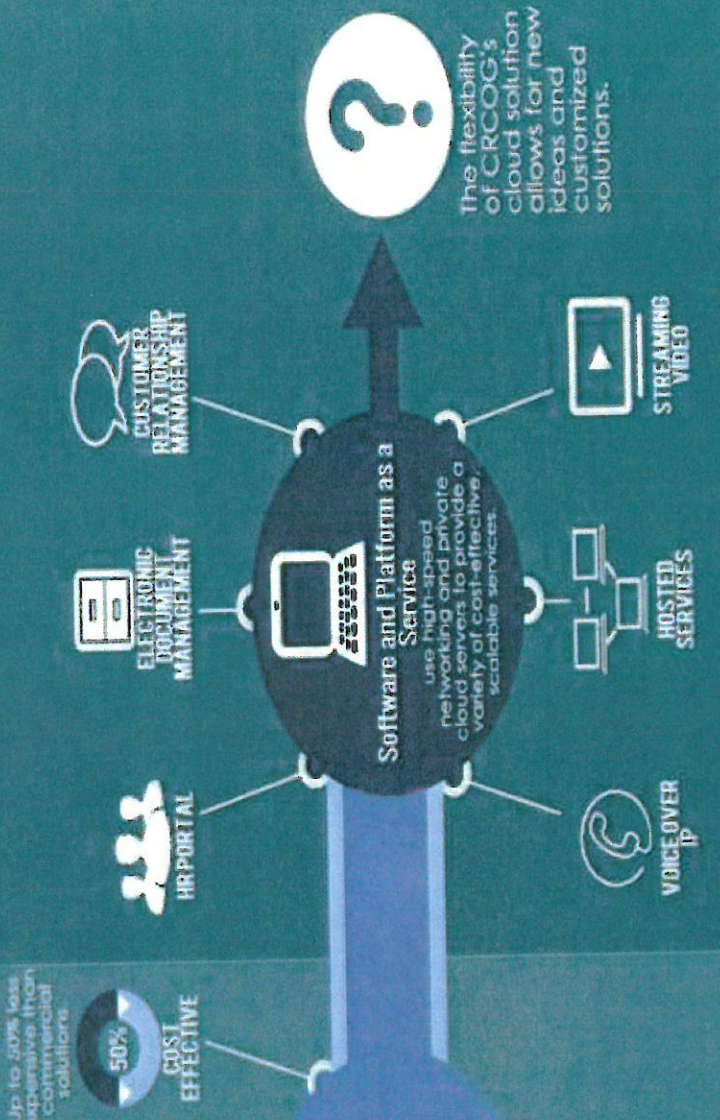 Up to 50% less
expensive than
commercial
solutions
50%
COST
EFFECTIVE
HR PORTAL
ELECTRONIC
DOCUMENT
MANAGEMENT
CUSTOMER
RELATIONSHIP
MANAGEMENT
Software and Platform as a
Service
use high-speed
networking and private
cloud servers to provide a
variety of cost-effective,
scalable services.
VOICE OVER
IP
HOSTED
SERVICES
STREAMING
VIDEO
?
The flexibility
of CRCOG's
cloud solution
allows for new
ideas and
customized
solutions.